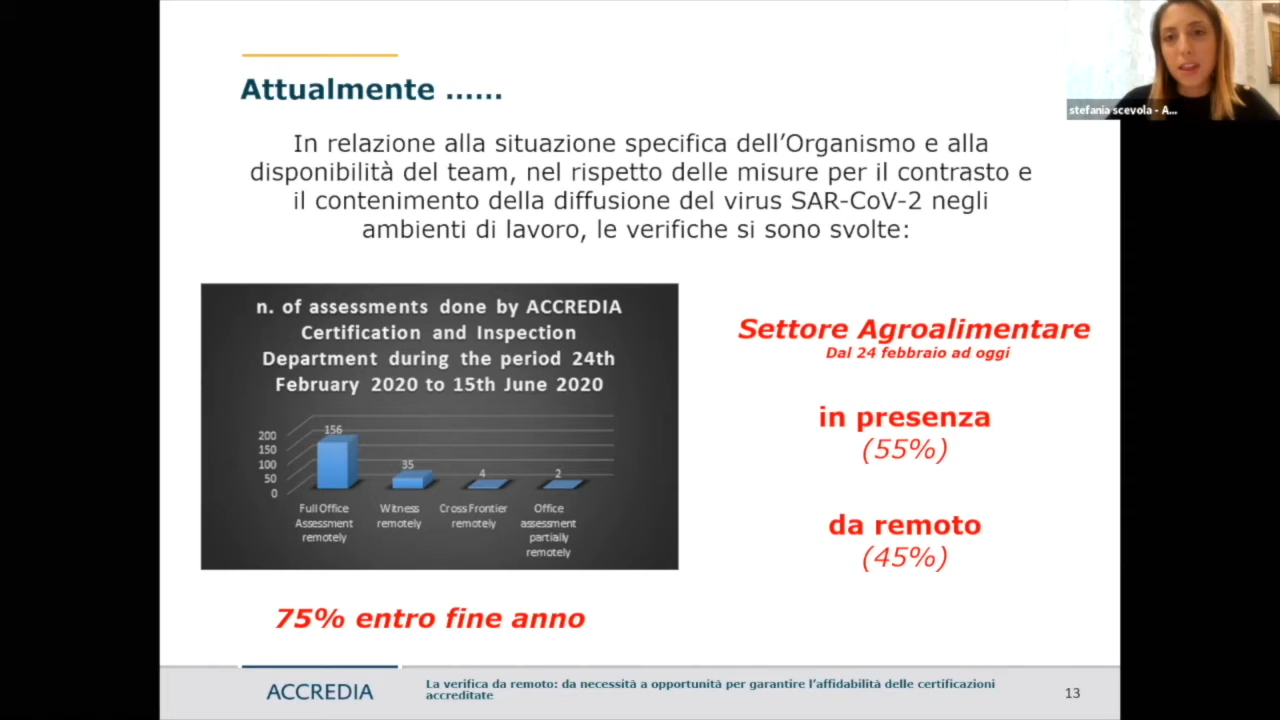 Attualmente ......
stefania scevola - A...
In relazione alla situazione specifica dell’Organismo e alla
disponibilità del team, nel rispetto delle misure per il contrasto e
il contenimento della diffusione del virus SAR-CoV-2 negli
ambienti di lavoro, le verifiche si sono svolte:
n. of assessments done by ACCREDIA
Certification and Inspection
Department during the period 24th
February 2020 to 15th June 2020
200
150
100
50
0
156
35
4
2
Full Office
Assessment
remotely
Witness
remotely
Cross Frontier
remotely
Office
assessment
partially
remotely
75% entro fine anno
Settore Agroalimentare
Dal 24 febbraio ad oggi
in presenza
(55%)
da remoto
(45%)
ACCREDIA
La verifica da remoto: da necessità a opportunità per garantire l’affidabilità delle certificazioni
accreditate
13